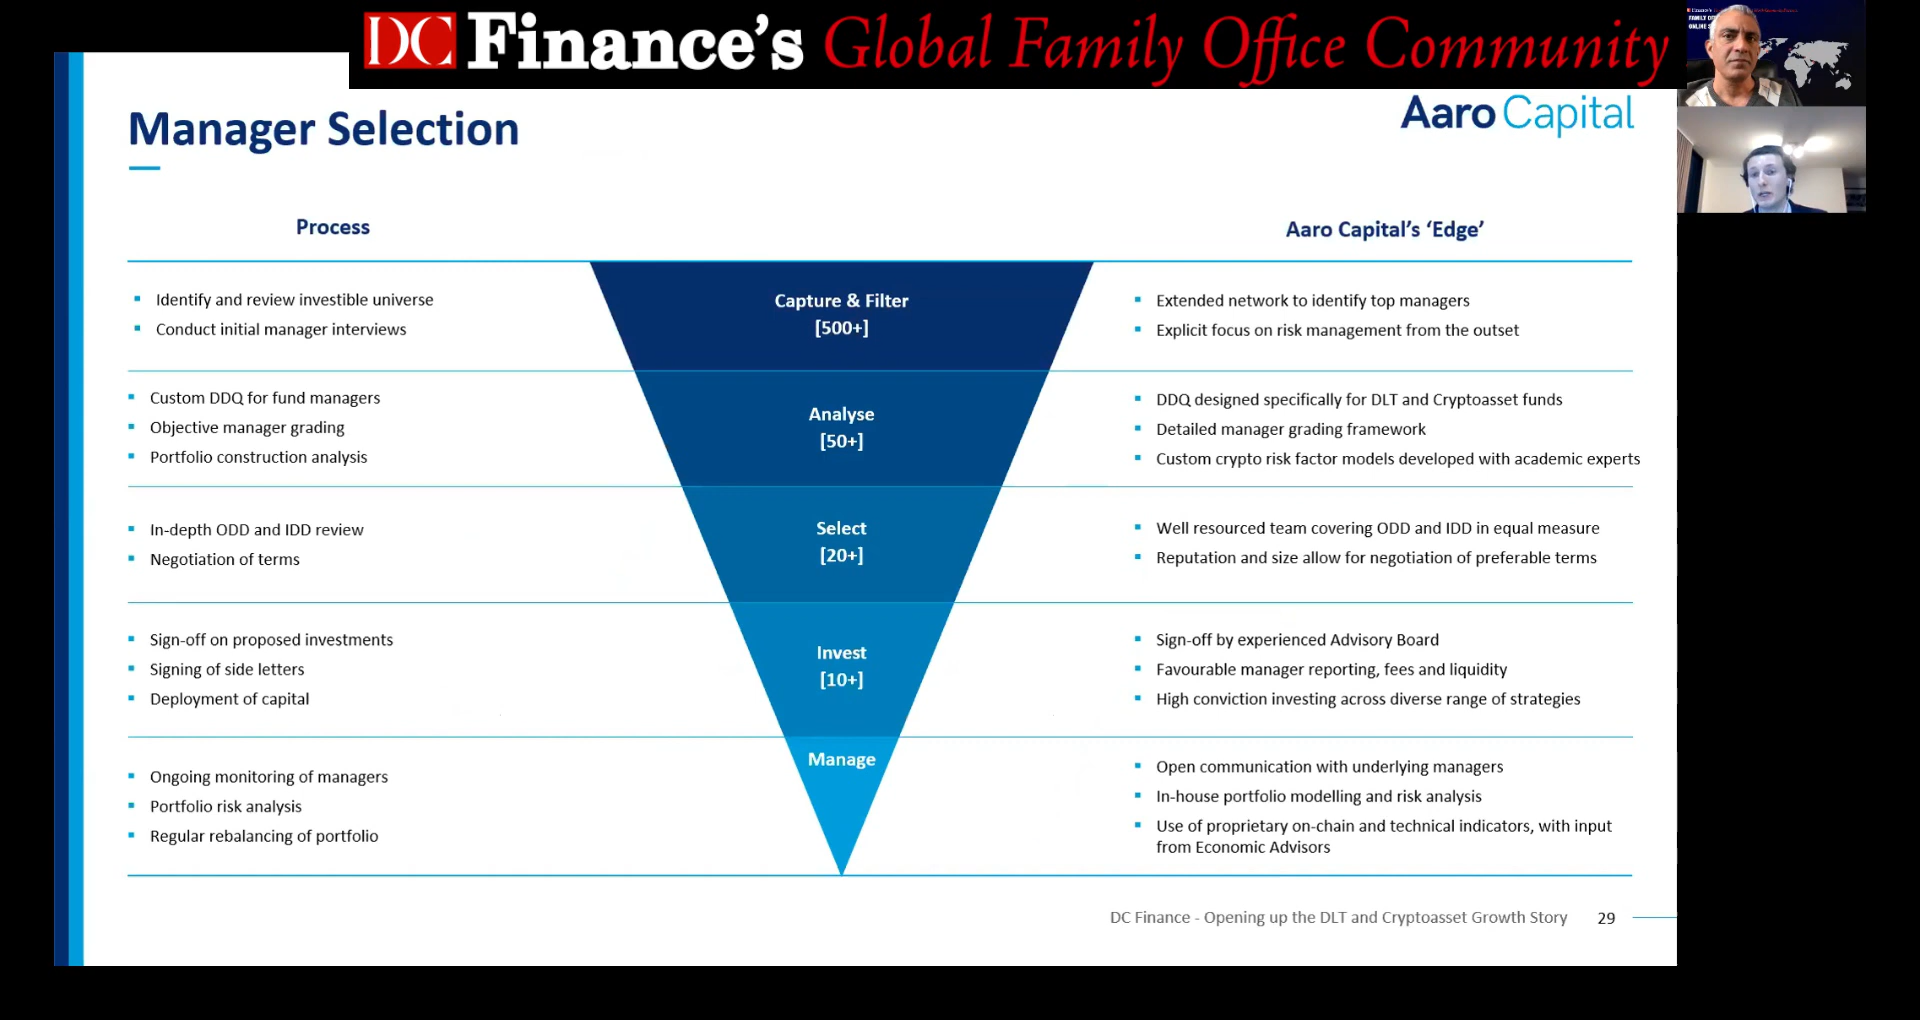 DC Finance's Global Family Office Community
Manager Selection
Aaro Capital
Process
Aaro Capital's 'Edge'
▪ Identify and review investible universe
▪ Conduct initial manager interviews
Capture & Filter
[500+]
▪ Extended network to identify top managers
▪ Explicit focus on risk management from the outset
▪ Custom DDQ for fund managers
▪ Objective manager grading
▪ Portfolio construction analysis
Analyse
[50+]
▪ DDQ designed specifically for DLT and Cryptoasset funds
▪ Detailed manager grading framework
▪ Custom crypto risk factor models developed with academic experts
▪ In-depth ODD and IDD review
▪ Negotiation of terms
Select
[20+]
▪ Well resourced team covering ODD and IDD in equal measure
▪ Reputation and size allow for negotiation of preferable terms
▪ Sign-off on proposed investments
▪ Signing of side letters
▪ Deployment of capital
Invest
[10+]
▪ Sign-off by experienced Advisory Board
▪ Favourable manager reporting, fees and liquidity
▪ High conviction investing across diverse range of strategies
▪ Ongoing monitoring of managers
▪ Portfolio risk analysis
▪ Regular rebalancing of portfolio
Manage
▪ Open communication with underlying managers
▪ In-house portfolio modelling and risk analysis
▪ Use of proprietary on-chain and technical indicators, with input
from Economic Advisors
DC Finance - Opening up the DLT and Cryptoasset Growth Story 29